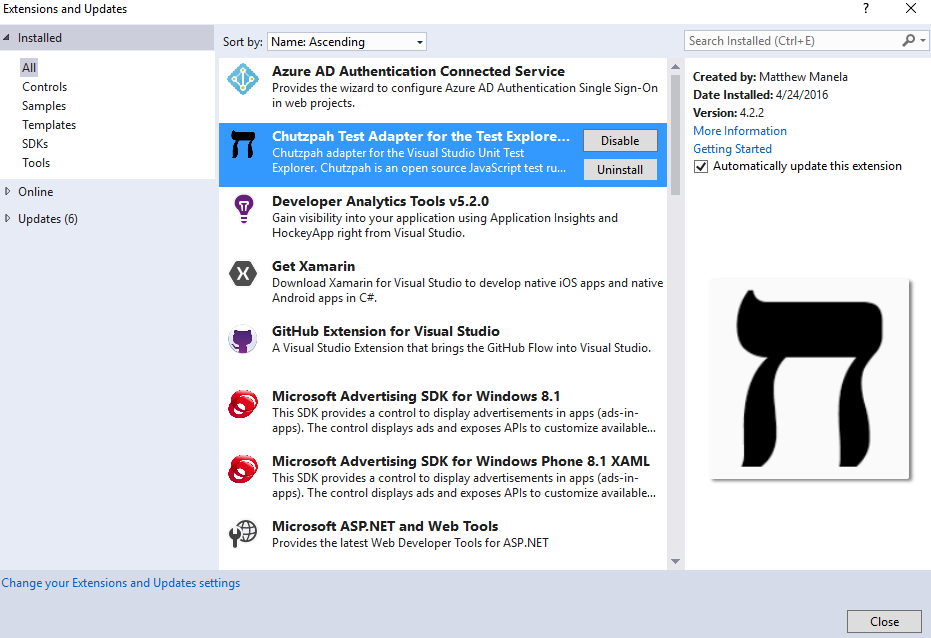 Extensions and Updates
?
Installed
All
Controls
Samples
Templates
SDKs
Tools
Online
Updates (6)
Sort by: Name: Ascending
Azure AD Authentication Connected Service
Provides the wizard to configure Azure AD Authentication Single Sign-On
in web projects.
Chutzpah Test Adapter for the Test Explore...
Chutzpah adapter for the Visual Studio Unit Test
Explorer. Chutzpah is an open source JavaScript test ru...
Disable
Uninstall
Developer Analytics Tools v5.2.0
Gain visibility into your application using Application Insights and
HockeyApp right from Visual Studio.
Get Xamarin
Download Xamarin for Visual Studio to develop native iOS apps and native
Android apps in C#.
GitHub Extension for Visual Studio
A Visual Studio Extension that brings the GitHub Flow into Visual Studio.
Microsoft Advertising SDK for Windows 8.1
This SDK provides a control to display advertisements in apps (ads-in-
apps). The control displays ads and exposes APIs to customize available...
Microsoft Advertising SDK for Windows Phone 8.1 XAML
This SDK provides a control to display advertisements in apps (ads-in-
apps). The control displays ads and exposes APIs to customize available...
Microsoft ASP.NET and Web Tools
Provides the latest Web Developer Tools for ASP.NET
Search Installed (Ctrl+E)
Created by: Matthew Manela
Date Installed: 4/24/2016
Version: 4.2.2
More Information
Getting Started
Automatically update this extension
ח
Change your Extensions and Updates settings
Close